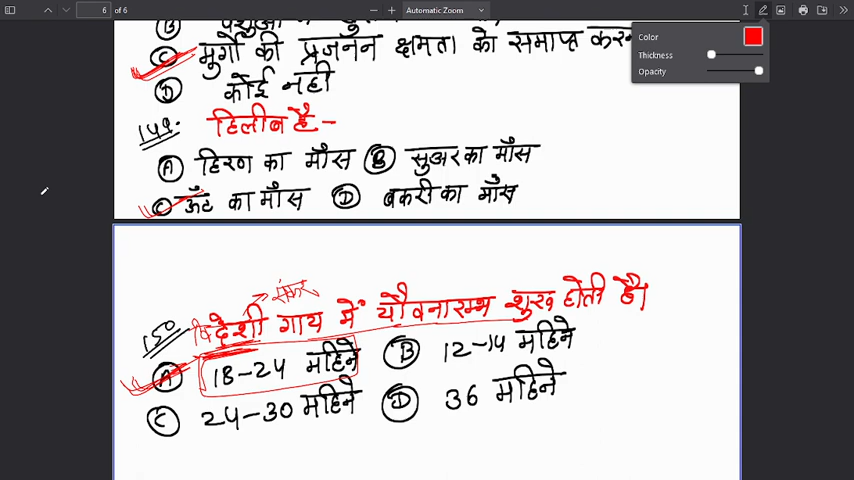 6 of 6
Automatic Zoom
Color
Thickness
Opacity
B
C मुर्गों की प्रजनन क्षमता को समाप्त करन
D कोई नहीं
149. हिलीन है-
A हिरण का माँस B सुअर का माँस
C ऊँट का माँस D बकरी का माँस
संकर
150 विदेशी गाय में यौवनारम्भ शुरू होती है।
A 18-24 महिने B 12-14 महिने
C 24-30 महिने D 36 महिने